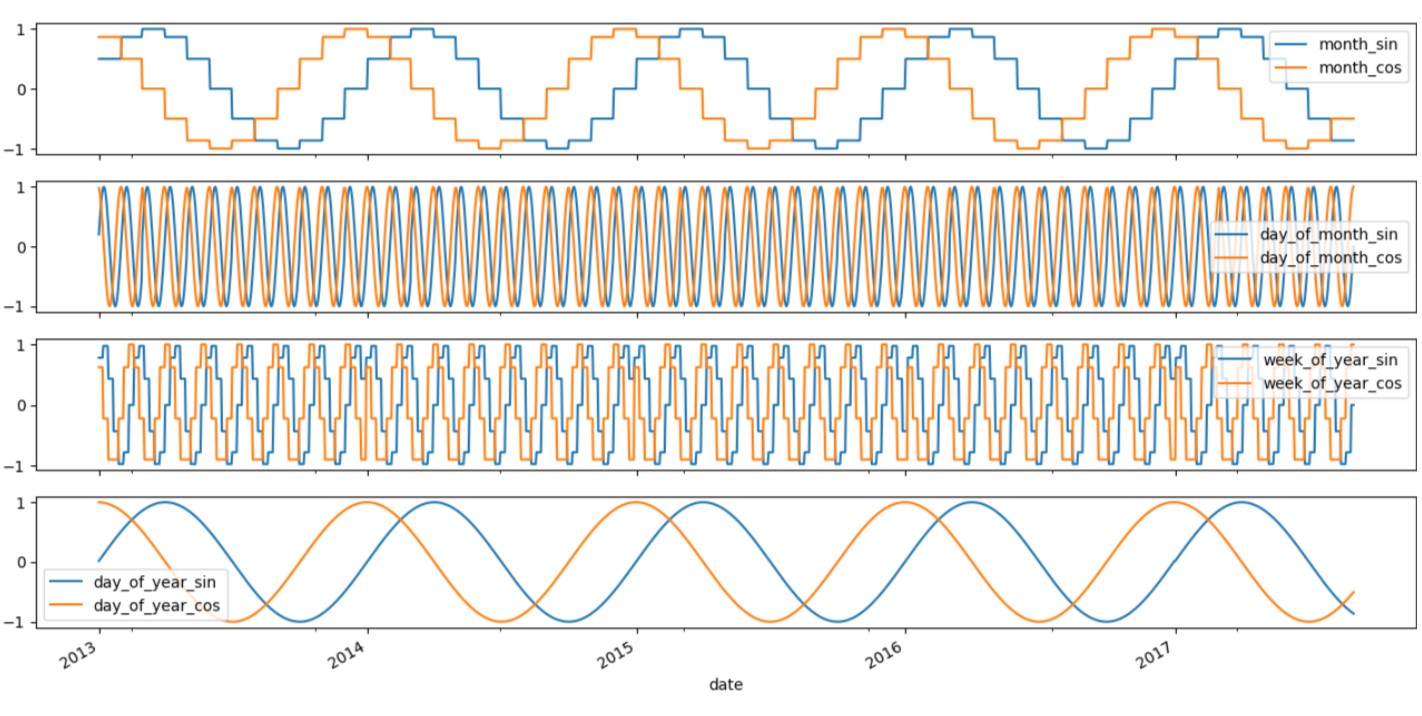 1
0
−1
month_sin
month_cos
1
0
−1
day_of_month_sin
day_of_month_cos
1
0
−1
week_of_year_sin
week_of_year_cos
1
0
−1
day_of_year_sin
day_of_year_cos
2013 2014 2015 2016 2017
date